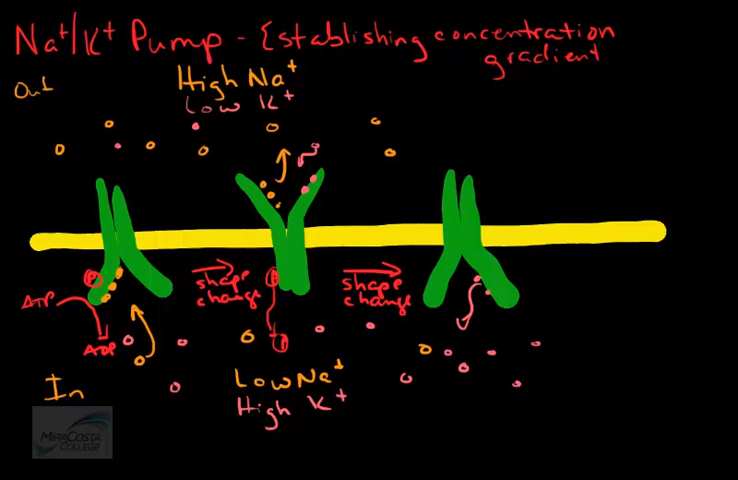 Na+/K+ Pump - Establishing concentration
gradient
Out
High Na+
Low K+
P
ATP
ADP
shape
change
P
P
shape
change
In
Low Na+
High K+
MIRACOSTA
COLLEGE